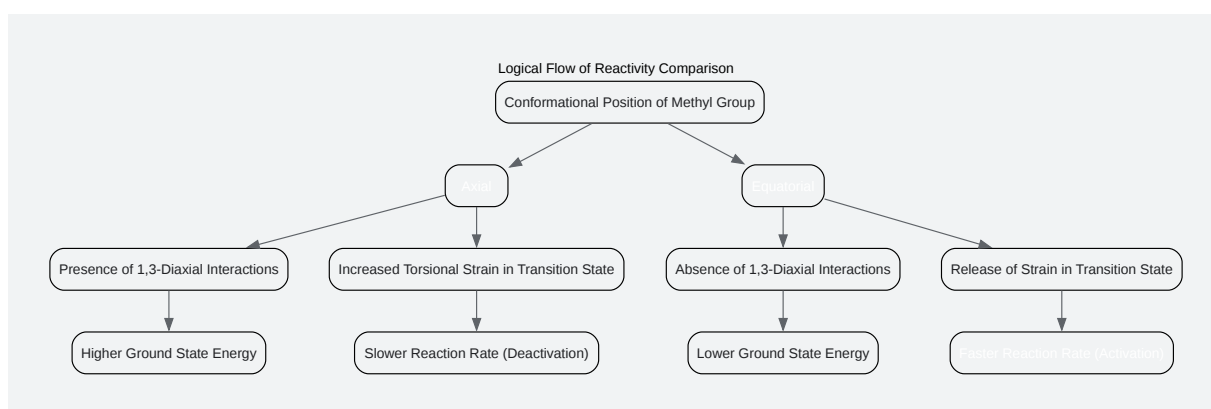 Logical Flow of Reactivity Comparison
Conformational Position of Methyl Group
Axial
Equatorial
Presence of 1,3-Diaxial Interactions
Increased Torsional Strain in Transition State
Absence of 1,3-Diaxial Interactions
Release of Strain in Transition State
Higher Ground State Energy
Slower Reaction Rate (Deactivation)
Lower Ground State Energy
Faster Reaction Rate (Activation)